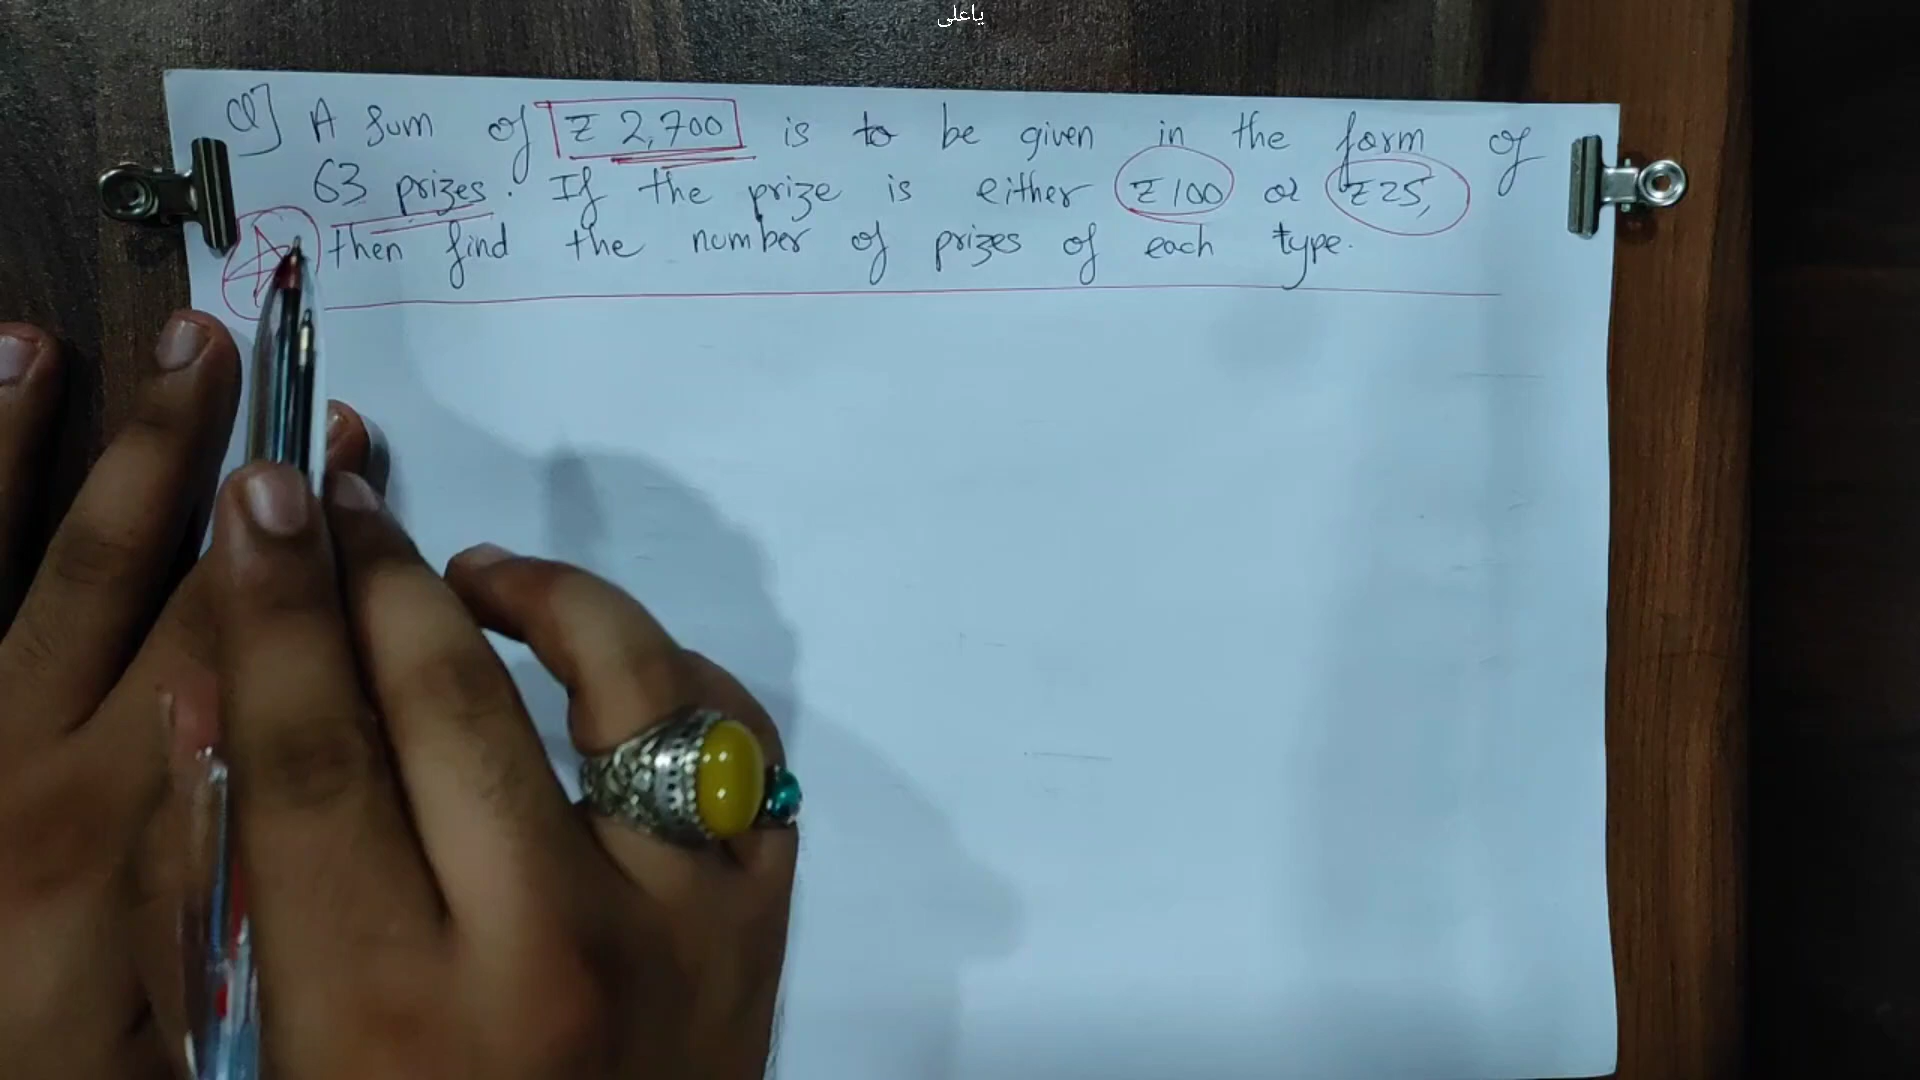 ياعلى
Q] A sum of ₹ 2,700 is to be given in the form of
63 prizes. If the prize is either ₹100 or ₹25,
then find the number of prizes of each type.